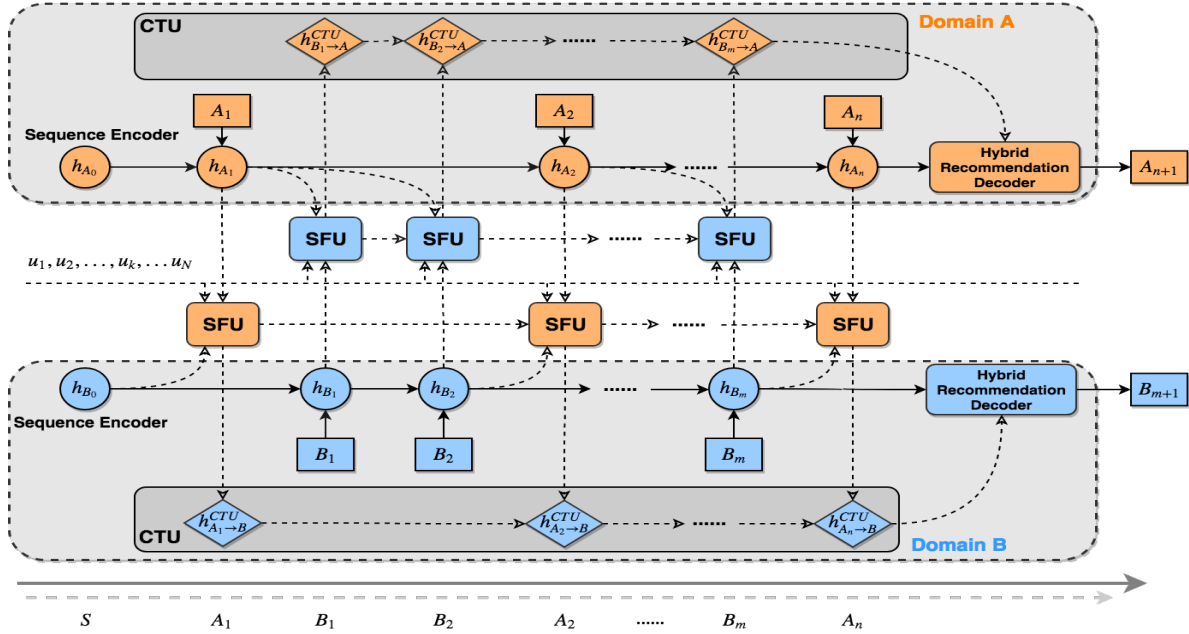 CTU
Domain A
h^{CTU}_{B_1→A}
h^{CTU}_{B_2→A}
......
h^{CTU}_{B_m→A}
A_1
A_2
A_n
Sequence Encoder
h_{A_0}
h_{A_1}
h_{A_2}
......
h_{A_n}
Hybrid
Recommendation
Decoder
A_{n+1}
SFU
SFU
......
SFU
u_1, u_2, . . . , u_k, . . . u_N
SFU
SFU
......
SFU
h_{B_0}
h_{B_1}
h_{B_2}
......
h_{B_m}
Hybrid
Recommendation
Decoder
B_{m+1}
Sequence Encoder
B_1
B_2
B_m
h^{CTU}_{A_1→B}
h^{CTU}_{A_2→B}
......
h^{CTU}_{A_n→B}
CTU
Domain B
S A_1 B_1 B_2 A_2 ...... B_m A_n